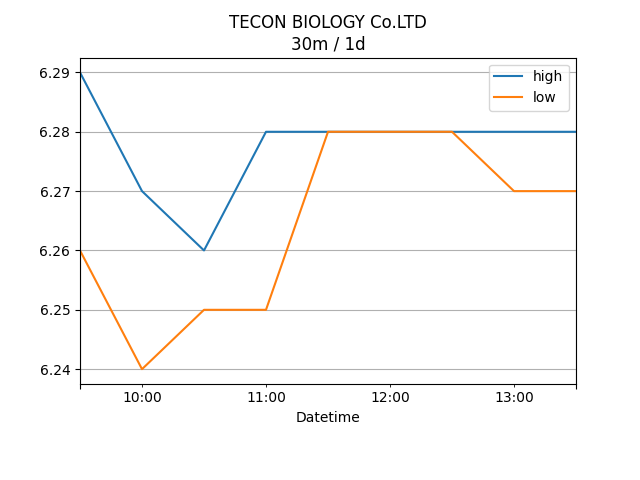 TECON BIOLOGY Co.LTD
30m / 1d
6.29
6.28
6.27
6.26
6.25
6.24
high
low
10:00 11:00 12:00 13:00
Datetime